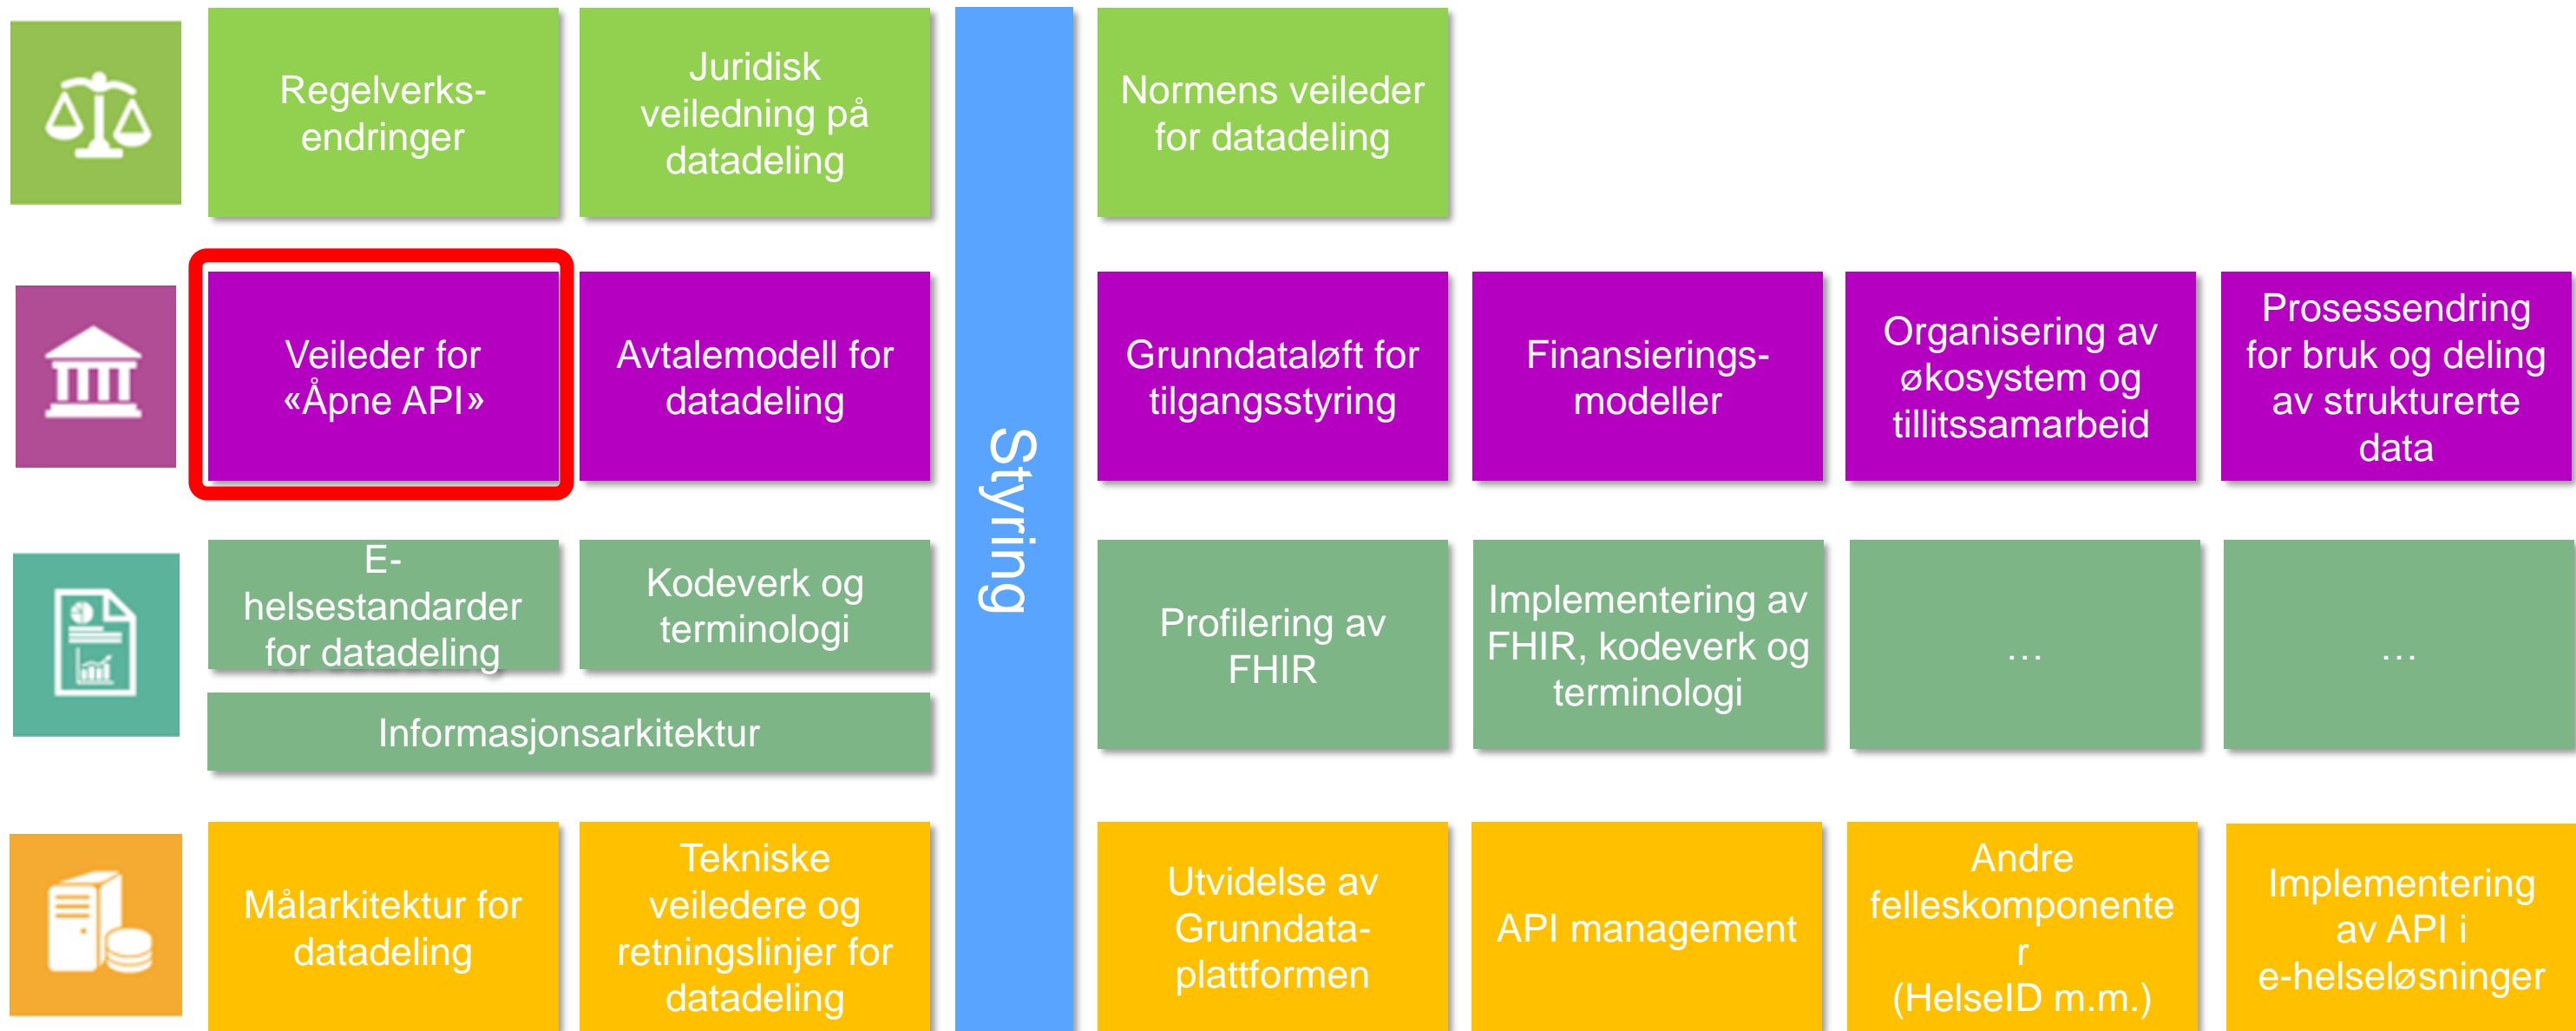 Regelverks-
endringer
Juridisk
veiledning på
datadeling
Normens veileder
for datadeling
Veileder for
«Åpne API»
Avtalemodell for
datadeling
Styring
Grunndataløft for
tilgangsstyring
Finansierings-
modeller
Organisering av
økosystem og
tillitssamarbeid
Prosessendring
for bruk og deling
av strukturerte
data
E-
helsestandarder
for datadeling
Kodeverk og
terminologi
Informasjonsarkitektur
Profilering av
FHIR
Implementering av
FHIR, kodeverk og
terminologi
...
...
Målarkitektur for
datadeling
Tekniske
veiledere og
retningslinjer for
datadeling
Utvidelse av
Grunndata-
plattformen
API management
Andre
felleskomponente
r
(HelseID m.m.)
Implementering
av API i
e-helseløsninger